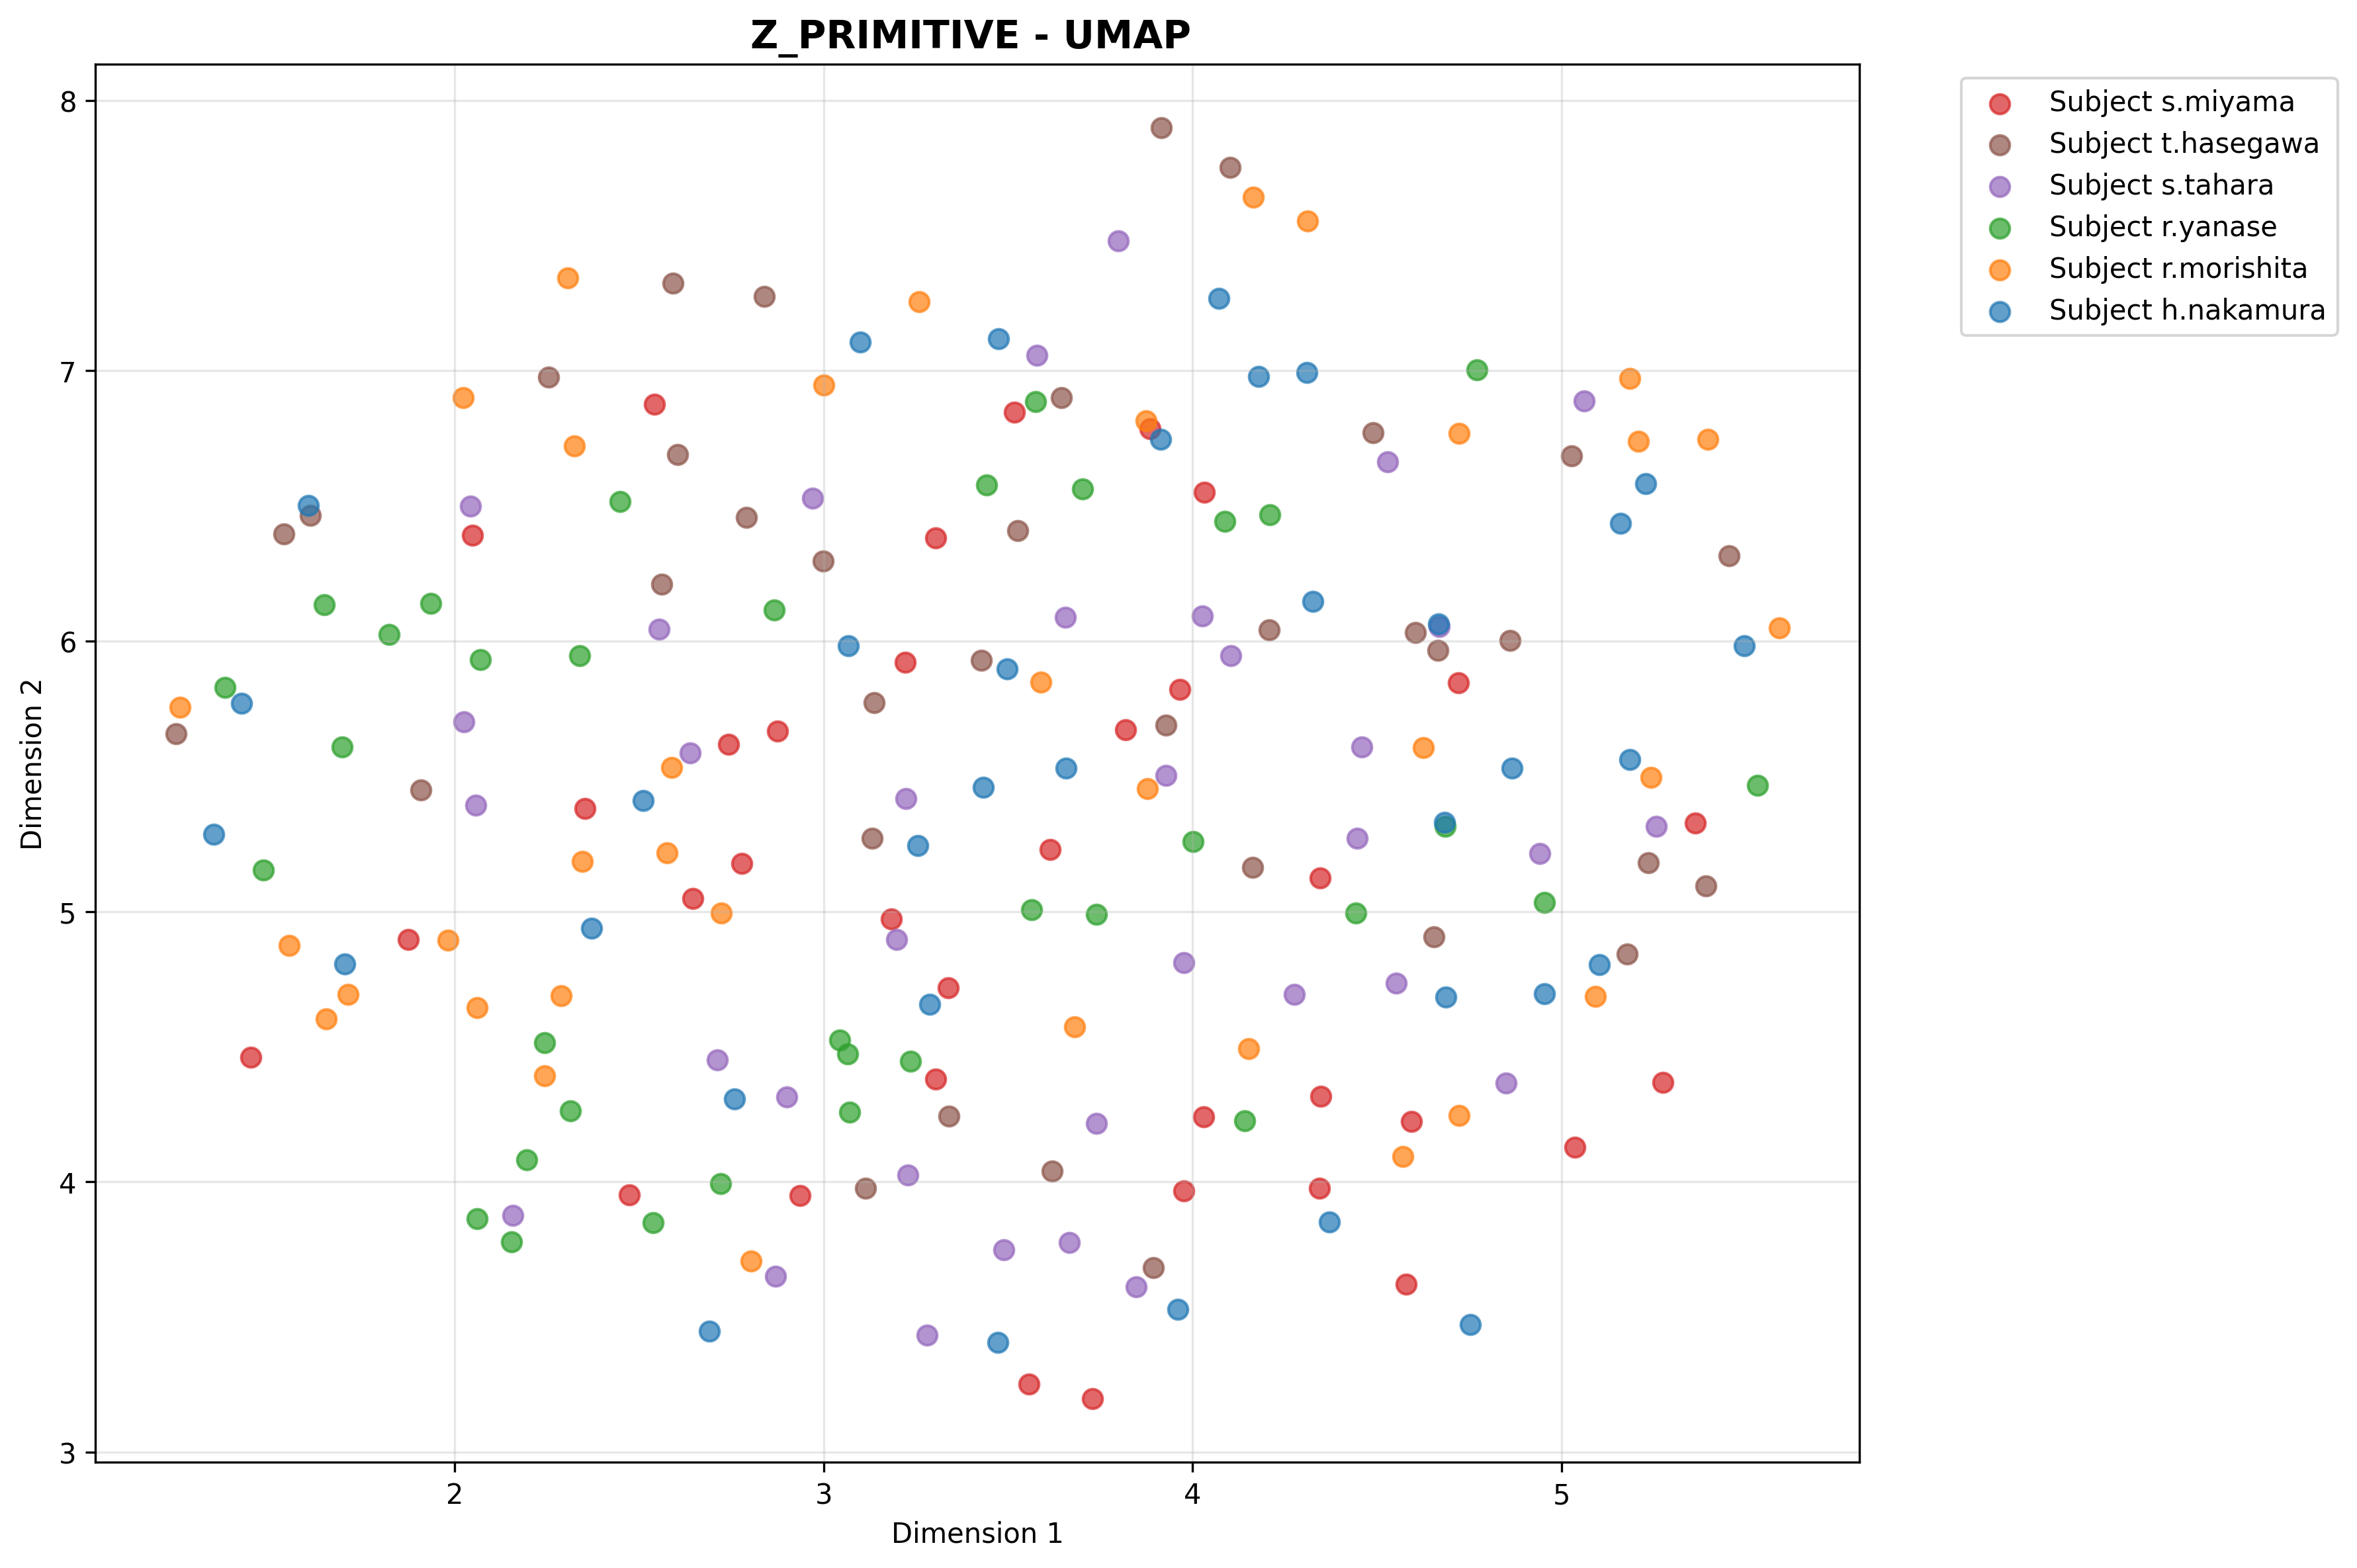 Z_PRIMITIVE - UMAP
Subject s.miyama
Subject t.hasegawa
Subject s.tahara
Subject r.yanase
Subject r.morishita
Subject h.nakamura
Dimension 2
8
7
6
5
4
3
2 3 4 5
Dimension 1